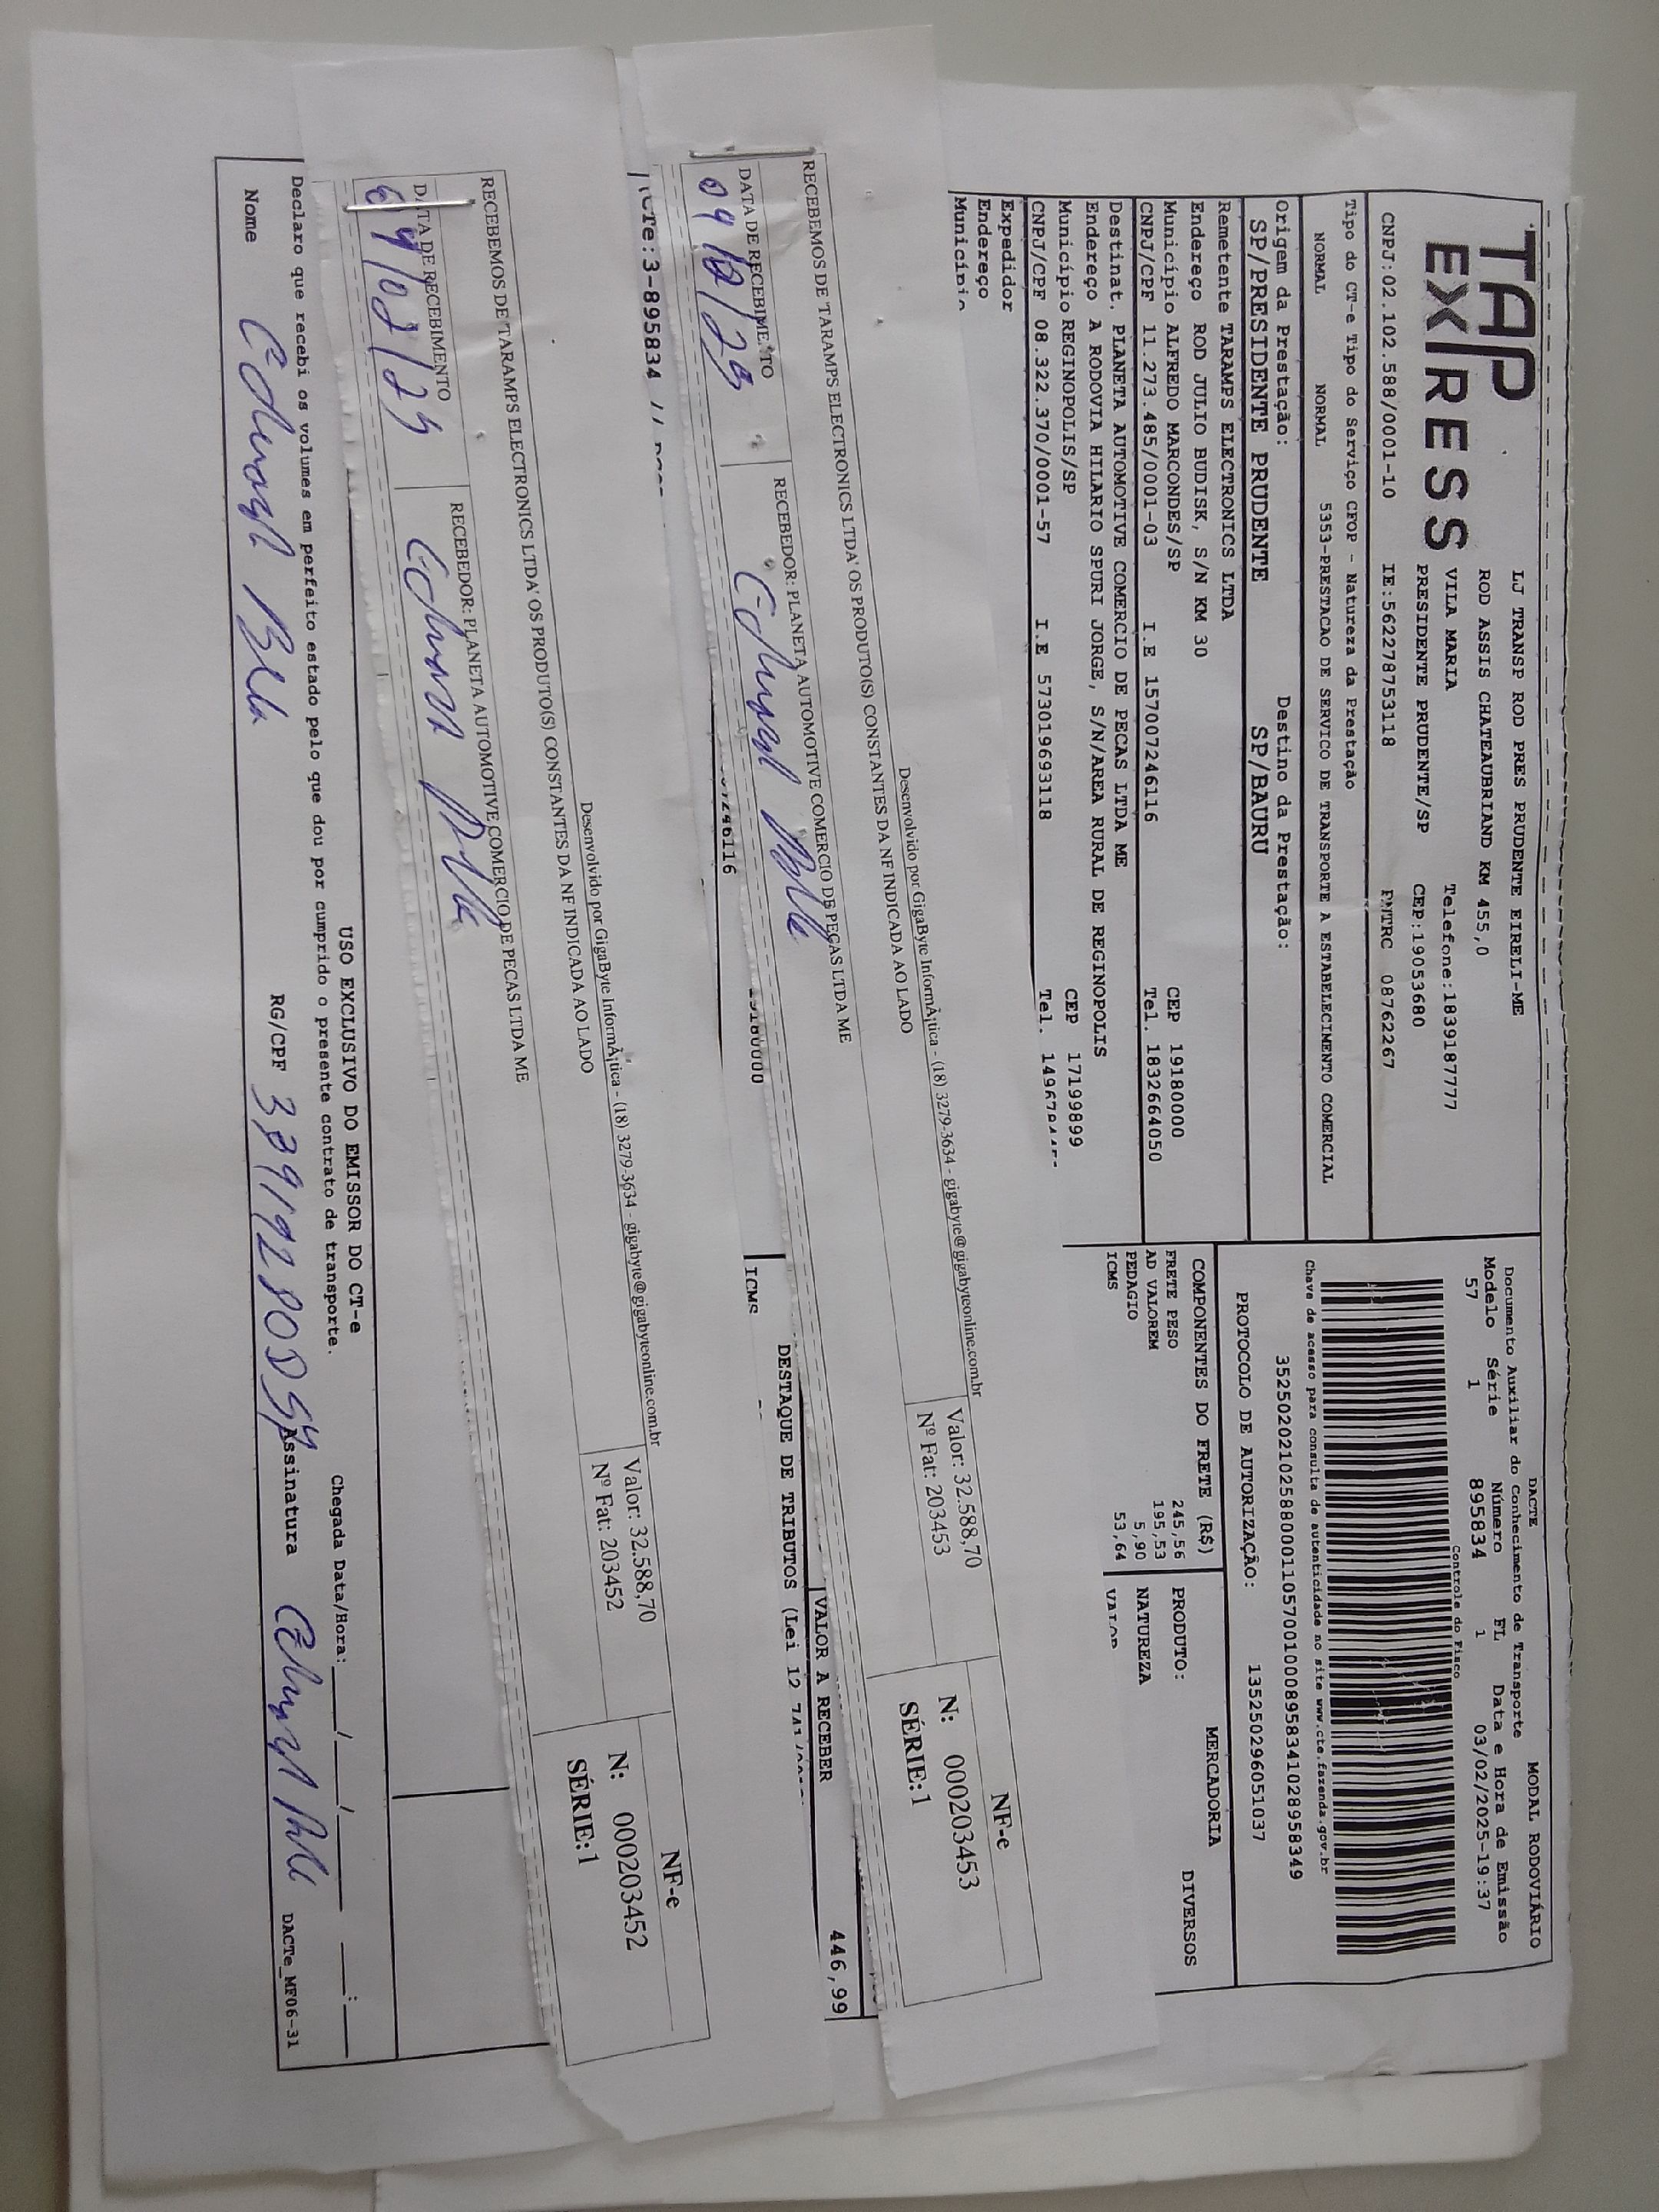 TAP
EXPRESS
LJ TRANSP ROD PRES PRUDENTE EIRELI-ME
ROD ASSIS CHATEAUBRIAND KM 455,0
VILA MARIA Telefone:1839187777
PRESIDENTE PRUDENTE/SP CEP:19053680
CNPJ:02.102.588/0001-10 IE:562278753118 RNTRC 08762267
DACTE MODAL RODOVIÁRIO
Documento Auxiliar do Conhecimento de Transporte
Modelo Série Número FL Data e Hora de Emissão
57 1 895834 1 03/02/2025-19:37
Controle do Fisco
Chave de acesso para consulta de autenticidade no site www.cte.fazenda.gov.br
35250202102588000110570010008958341028958349
PROTOCOLO DE AUTORIZAÇÃO: 135250296051037
Tipo do CT-e Tipo do Serviço CFOP - Natureza da Prestação
NORMAL NORMAL 5353-PRESTACAO DE SERVICO DE TRANSPORTE A ESTABELECIMENTO COMERCIAL
Origem da Prestação: Destino da Prestação:
SP/PRESIDENTE PRUDENTE SP/BAURU
Remetente TARAMPS ELECTRONICS LTDA
Endereço ROD JULIO BUDISK, S/N KM 30
Município ALFREDO MARCONDES/SP CEP 19180000
CNPJ/CPF 11.273.485/0001-03 I.E 157007246116 Tel. 1832664050
Destinat. PLANETA AUTOMOTIVE COMERCIO DE PECAS LTDA ME
Endereço A RODOVIA HILARIO SPURI JORGE, S/N/AREA RURAL DE REGINOPOLIS
Município REGINOPOLIS/SP CEP 17199899
CNPJ/CPF 08.322.370/0001-57 I.E 573019693118 Tel.
Expedidor
Endereço
Município
COMPONENTES DO FRETE (R$)
FRETE PESO 245,56
AD VALOREM 195,53
PEDAGIO 5,90
ICMS 53,64
MERCADORIA
PRODUTO: DIVERSOS
NATUREZA
VALOR
Desenvolvido por GigaByte InformÃ¡tica - (18) 3279-3634 - gigabyte@gigabyteonline.com.br
RECEBEMOS DE 'TARAMPS ELECTRONICS LTDA' OS PRODUTO(S) CONSTANTES DA NF INDICADA AO LADO
Valor: 32.588,70
Nº Fat: 203453
NF-e
N: 000203453
SÉRIE:1
DATA DE RECEBIMENTO
RECEBEDOR: PLANETA AUTOMOTIVE COMERCIO DE PECAS LTDA ME
VALOR A RECEBER 446,99
DESTAQUE DE TRIBUTOS (Lei 12
ICMS
3-895834
Desenvolvido por GigaByte InformÃ¡tica - (18) 3279-3634 - gigabyte@gigabyteonline.com.br
RECEBEMOS DE 'TARAMPS ELECTRONICS LTDA' OS PRODUTO(S) CONSTANTES DA NF INDICADA AO LADO
Valor: 32.588,70
Nº Fat: 203452
NF-e
N: 000203452
SÉRIE:1
DATA DE RECEBIMENTO
RECEBEDOR: PLANETA AUTOMOTIVE COMERCIO DE PECAS LTDA ME
USO EXCLUSIVO DO EMISSOR DO CT-e
Declaro que recebi os volumes em perfeito estado pelo que dou por cumprido o presente contrato de transporte. Chegada Data/Hora: ___/___/___ __:__
Nome RG/CPF Assinatura
DACTe_MF06-31